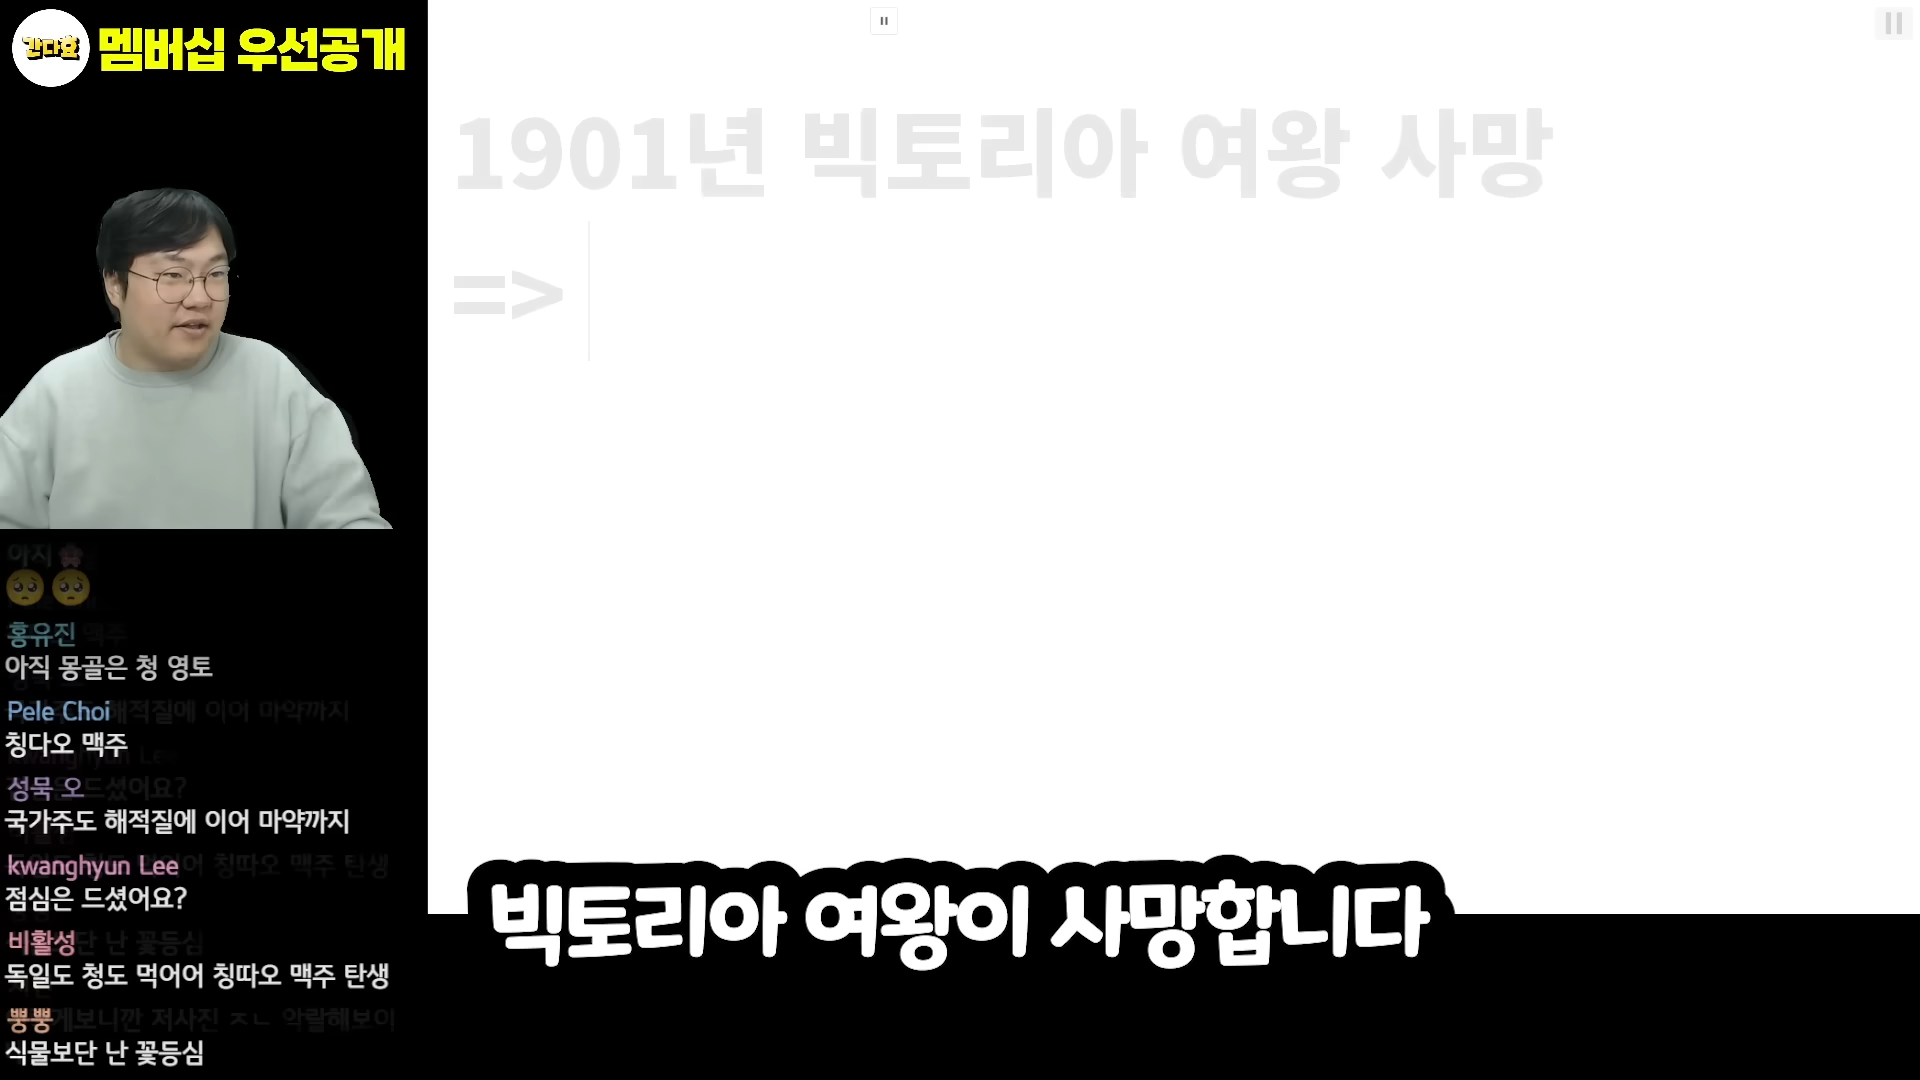 간다효 멤버십 우선공개
1901년 빅토리아 여왕 사망
=>
아지
홍유진
아직 몽골은 청 영토
Pele Choi
칭다오 맥주
성묵 오
국가주도 해적질에 이어 마약까지
kwanghyun Lee
점심은 드셨어요?
비활성
독일도 청도 먹어어 칭따오 맥주 탄생
뿡뿡
식물보단 난 꽃등심
빅토리아 여왕이 사망합니다